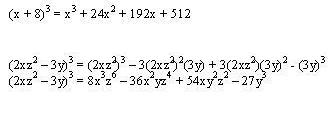 (x + 8)³ = x³ + 24x² + 192x + 512
(2xz² – 3y)³ = (2xz²)³ – 3(2xz²)²(3y) + 3(2xz²)(3y)² - (3y)³
(2xz² – 3y)³ = 8x³z⁶ – 36x²yz⁴ + 54xy²z² – 27y³